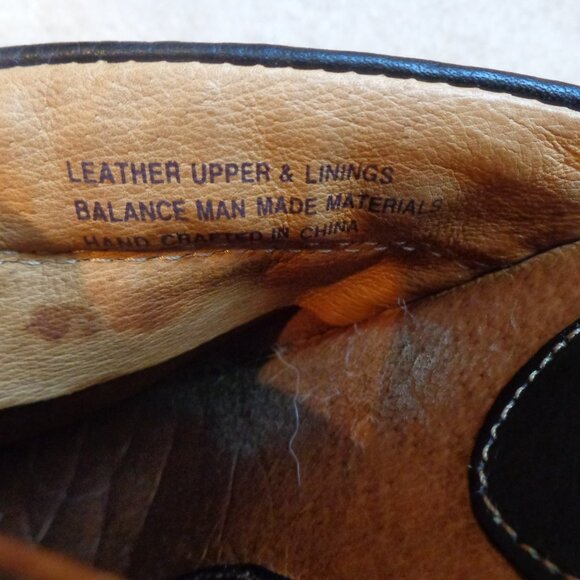 LEATHER UPPER & LININGS
BALANCE MAN MADE MATERIALS
HAND CRAFTED IN CHINA